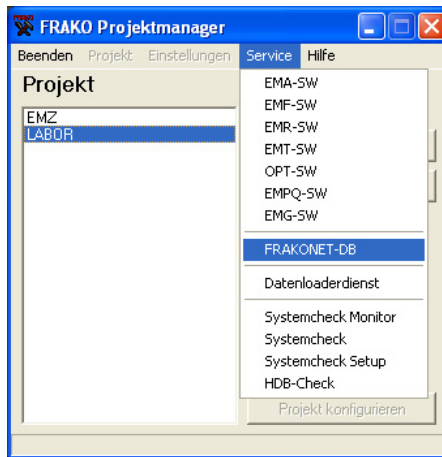 FRAKO Projektmanager
Beenden Projekt Einstellungen Service Hilfe
Projekt
EMZ
LABOR
EMA-SW
EMF-SW
EMR-SW
EMT-SW
OPT-SW
EMPQ-SW
EMG-SW
FRAKONET-DB
Datenloaderdienst
Systemcheck Monitor
Systemcheck
Systemcheck Setup
HDB-Check
Projekt konfigurieren